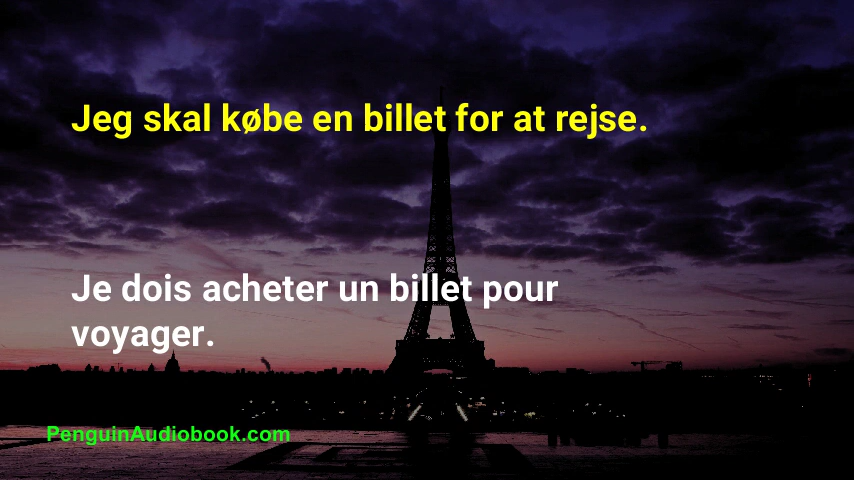 Jeg skal købe en billet for at rejse.
Je dois acheter un billet pour
voyager.
PenguinAudiobook.com